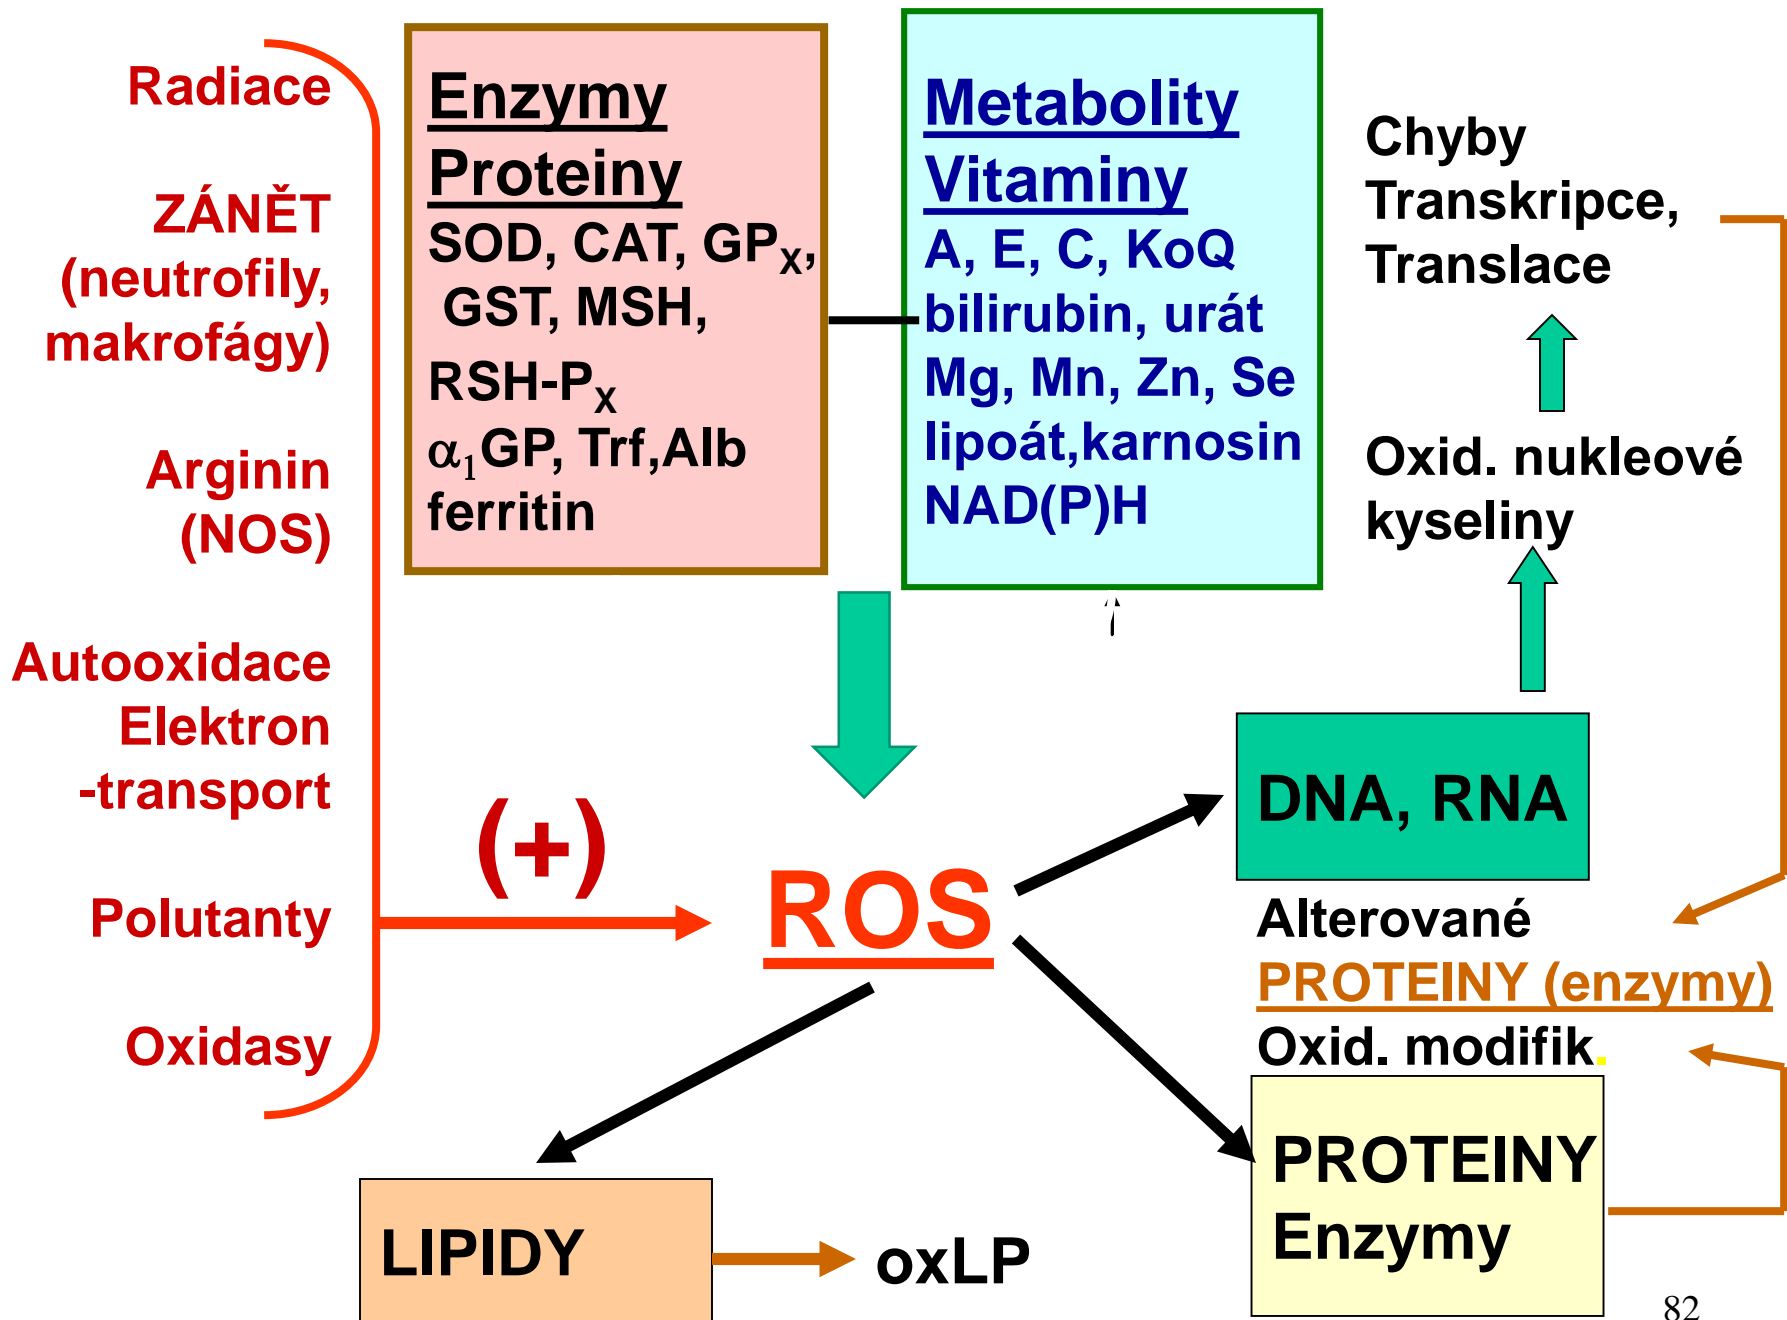 Radiace
ZÁNĚT
(neutrofily,
makrofágy)
Arginin
(NOS)
Autooxidace
Elektron
-transport
Polutanty
Oxidasy
Enzymy
Proteiny
SOD, CAT, GPX,
GST, MSH,
RSH-PX
α1GP, Trf,Alb
ferritin
Metabolity
Vitaminy
A, E, C, KoQ
bilirubin, urát
Mg, Mn, Zn, Se
lipoát,karnosin
NAD(P)H
Chyby
Transkripce,
Translace
Oxid. nukleové
kyseliny
DNA, RNA
(+)
ROS
Alterované
PROTEINY (enzymy)
Oxid. modifik.
PROTEINY
Enzymy
LIPIDY
oxLP
82